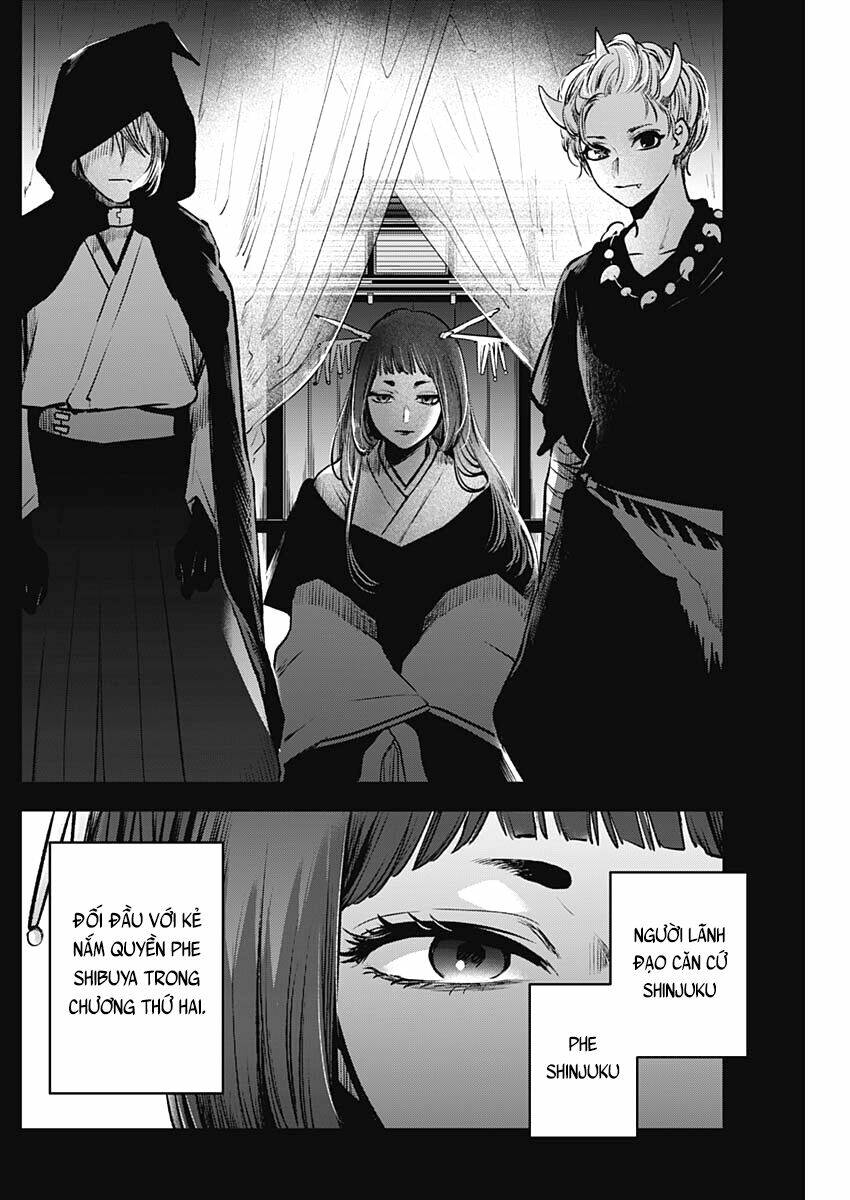 NGƯỜI LÃNH
ĐẠO CĂN CỨ
SHINJUKU
PHE
SHINJUKU
ĐỐI ĐẦU VỚI KẺ
NẮM QUYỀN PHE
SHIBUYA TRONG
CHƯƠNG THỨ HAI.